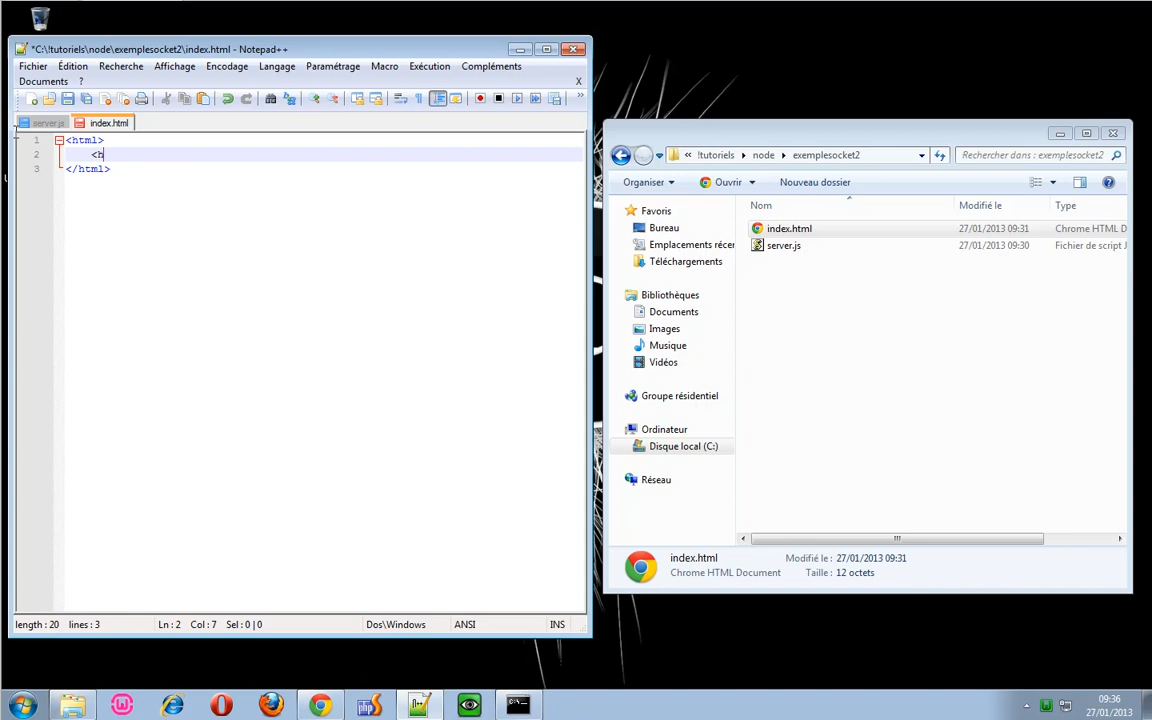 *C:\!tutoriels\node\exemplesocket2\index.html - Notepad++
Fichier Édition Recherche Affichage Encodage Langage Paramétrage Macro Exécution Compléments
Documents ? X
server.js index.html
1 <html>
2 <h
3 </html>
length : 20 lines : 3 Ln : 2 Col : 7 Sel : 0 | 0 Dos\Windows ANSI INS
« !tutoriels node exemplesocket2 Rechercher dans : exemplesocket2
Organiser Ouvrir Nouveau dossier
Nom Modifié le Type
index.html 27/01/2013 09:31 Chrome HTML D
server.js 27/01/2013 09:30 Fichier de script J
Favoris
Bureau
Emplacements récer
Téléchargements
Bibliothèques
Documents
Images
Musique
Vidéos
Groupe résidentiel
Ordinateur
Disque local (C:)
Réseau
index.html Modifié le : 27/01/2013 09:31
Chrome HTML Document Taille : 12 octets
09:36
27/01/2013